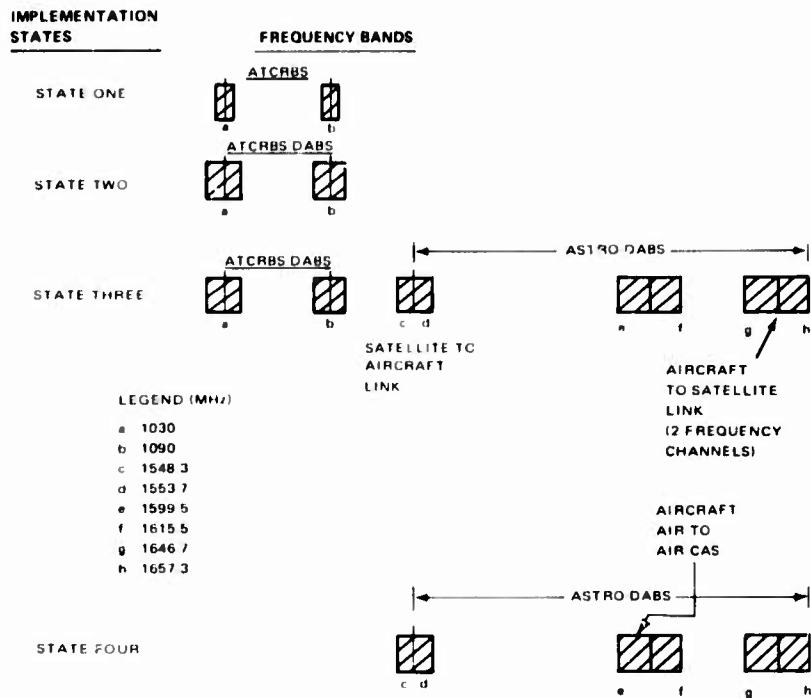 IMPLEMENTATION
STATES
FREQUENCY BANDS
ATCRBS
STATE ONE
a b
ATCRBS DABS
STATE TWO
a b
ASTRO DABS
ATCRBS DABS
STATE THREE
a b c d e f g h
SATELLITE TO
AIRCRAFT
LINK
AIRCRAFT
TO SATELLITE
LINK
(2 FREQUENCY
CHANNELS)
LEGEND (MHz)
a 1030
b 1090
c 1548 3
d 1553 7
e 1599 5
f 1615 5
g 1646 7
h 1657 3
AIRCRAFT
AIR TO
AIR CAS
ASTRO DABS
STATE FOUR
c d e f g h